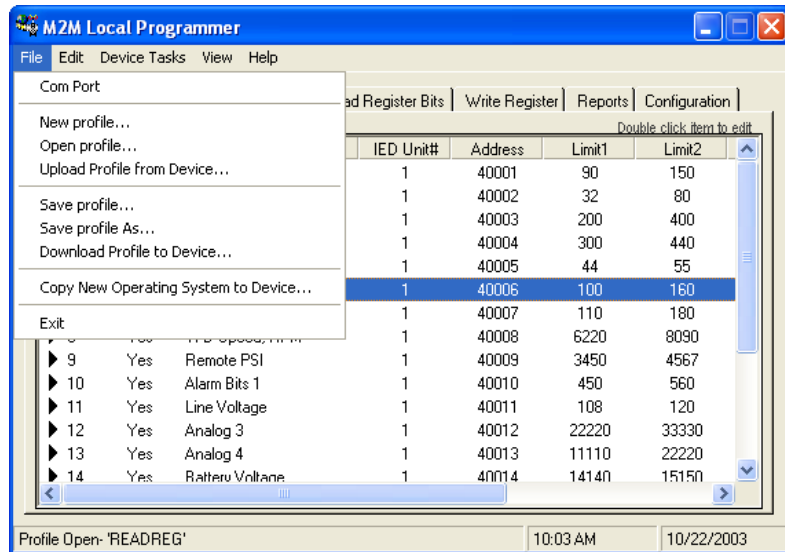 M2M Local Programmer
File Edit Device Tasks View Help
Com Port
New profile...
Open profile...
Upload Profile from Device...
Save profile...
Save profile As...
Download Profile to Device...
Copy New Operating System to Device...
Exit
Register Bits Write Register Reports Configuration
Double click item to edit
IED Unit# Address Limit1 Limit2
1 40001 90 150
1 40002 32 80
1 40003 200 400
1 40004 300 440
1 40005 44 55
1 40006 100 160
1 40007 110 180
1 40008 6220 8090
9 Yes Remote PSI 1 40009 3450 4567
10 Yes Alarm Bits 1 1 40010 450 560
11 Yes Line Voltage 1 40011 108 120
12 Yes Analog 3 1 40012 22220 33330
13 Yes Analog 4 1 40013 11110 22220
14 Yes Battery Voltage 1 40014 14140 15150
Profile Open- 'READREG' 10:03 AM 10/22/2003